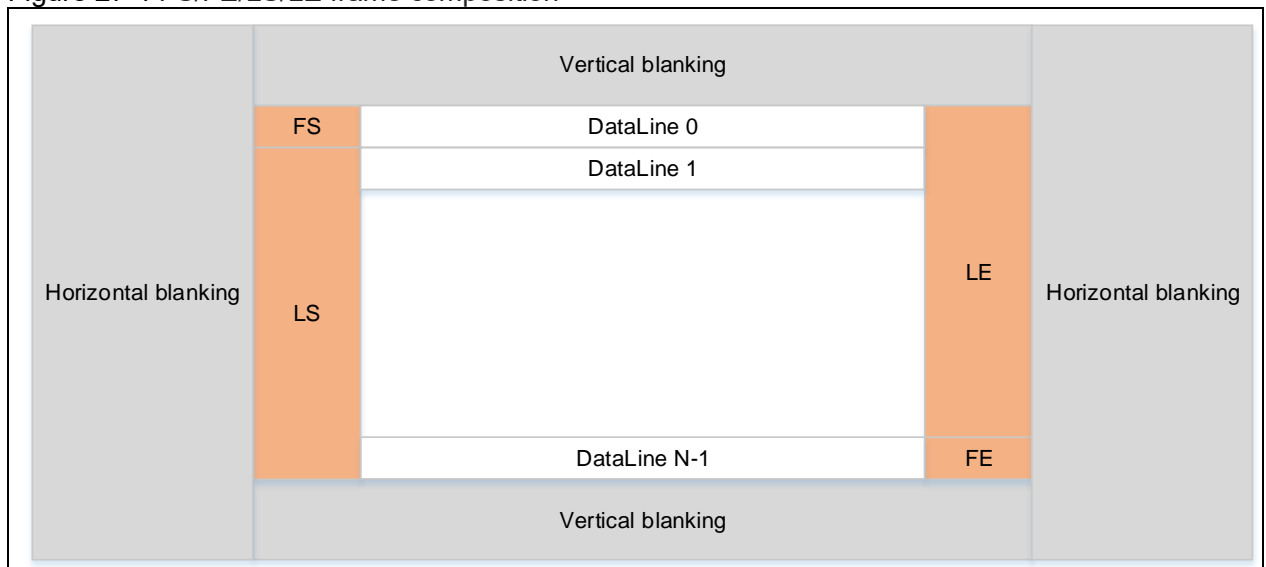 Vertical blanking
FS
DataLine 0
DataLine 1
Horizontal blanking
LS
LE
Horizontal blanking
DataLine N-1
FE
Vertical blanking